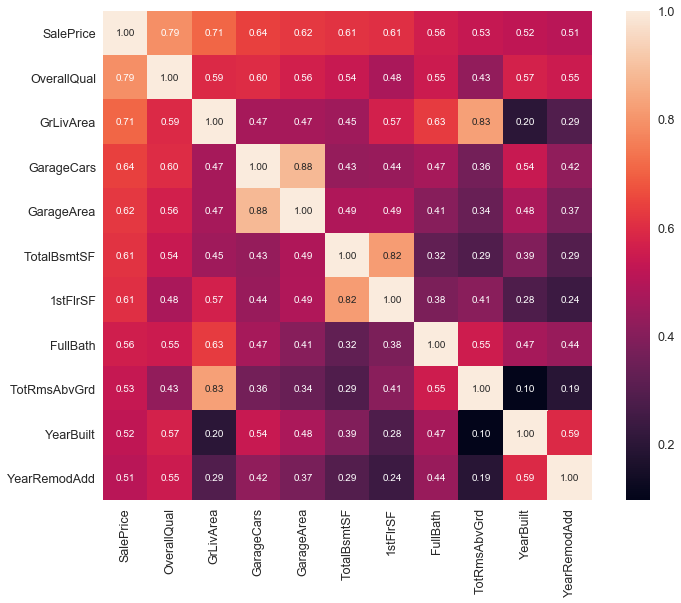 SalePrice 1.00 0.79 0.71 0.64 0.62 0.61 0.61 0.56 0.53 0.52 0.51
OverallQual 0.79 1.00 0.59 0.60 0.56 0.54 0.48 0.55 0.43 0.57 0.55
GrLivArea 0.71 0.59 1.00 0.47 0.47 0.45 0.57 0.63 0.83 0.20 0.29
GarageCars 0.64 0.60 0.47 1.00 0.88 0.43 0.44 0.47 0.36 0.54 0.42
GarageArea 0.62 0.56 0.47 0.88 1.00 0.49 0.49 0.41 0.34 0.48 0.37
TotalBsmtSF 0.61 0.54 0.45 0.43 0.49 1.00 0.82 0.32 0.29 0.39 0.29
1stFlrSF 0.61 0.48 0.57 0.44 0.49 0.82 1.00 0.38 0.41 0.28 0.24
FullBath 0.56 0.55 0.63 0.47 0.41 0.32 0.38 1.00 0.55 0.47 0.44
TotRmsAbvGrd 0.53 0.43 0.83 0.36 0.34 0.29 0.41 0.55 1.00 0.10 0.19
YearBuilt 0.52 0.57 0.20 0.54 0.48 0.39 0.28 0.47 0.10 1.00 0.59
YearRemodAdd 0.51 0.55 0.29 0.42 0.37 0.29 0.24 0.44 0.19 0.59 1.00
SalePrice
OverallQual
GrLivArea
GarageCars
GarageArea
TotalBsmtSF
1stFlrSF
FullBath
TotRmsAbvGrd
YearBuilt
YearRemodAdd
1.0
0.8
0.6
0.4
0.2